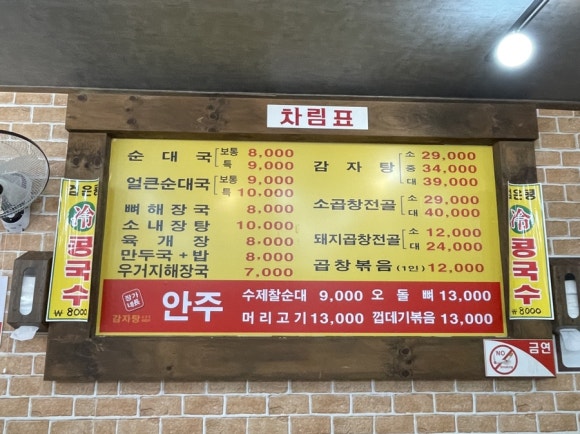 차림표
순대국 보통 8,000
특 9,000
얼큰순대국 보통 9,000
특 10.000
뼈해장국 8.000
소내장탕 10.000
육개장 8.000
만두국+밥 8.000
우거지해장국 7,000
감자탕 소 29,000
중 34,000
대 39,000
소곱창전골 소 29,000
대 40,000
돼지곱창전골 소 12,000
대 24,000
곱창볶음(1인) 12,000
안주
수제찰순대 9,000 오돌뼈 13,000
머리고기 13,000 껍데기볶음 13,000
감자탕
검은콩
冷
콩국수
₩8000
검은콩
冷
콩국수
₩8000
NO
금연